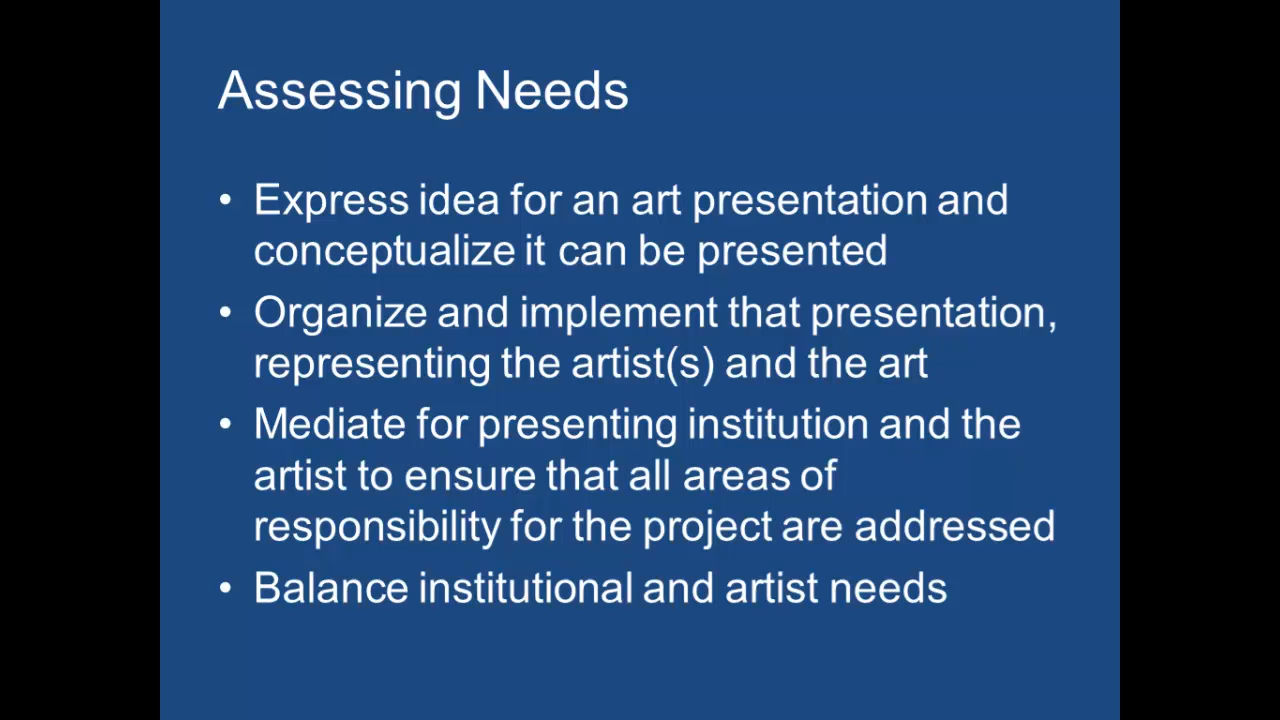 Assessing Needs
• Express idea for an art presentation and
conceptualize it can be presented
• Organize and implement that presentation,
representing the artist(s) and the art
• Mediate for presenting institution and the
artist to ensure that all areas of
responsibility for the project are addressed
• Balance institutional and artist needs